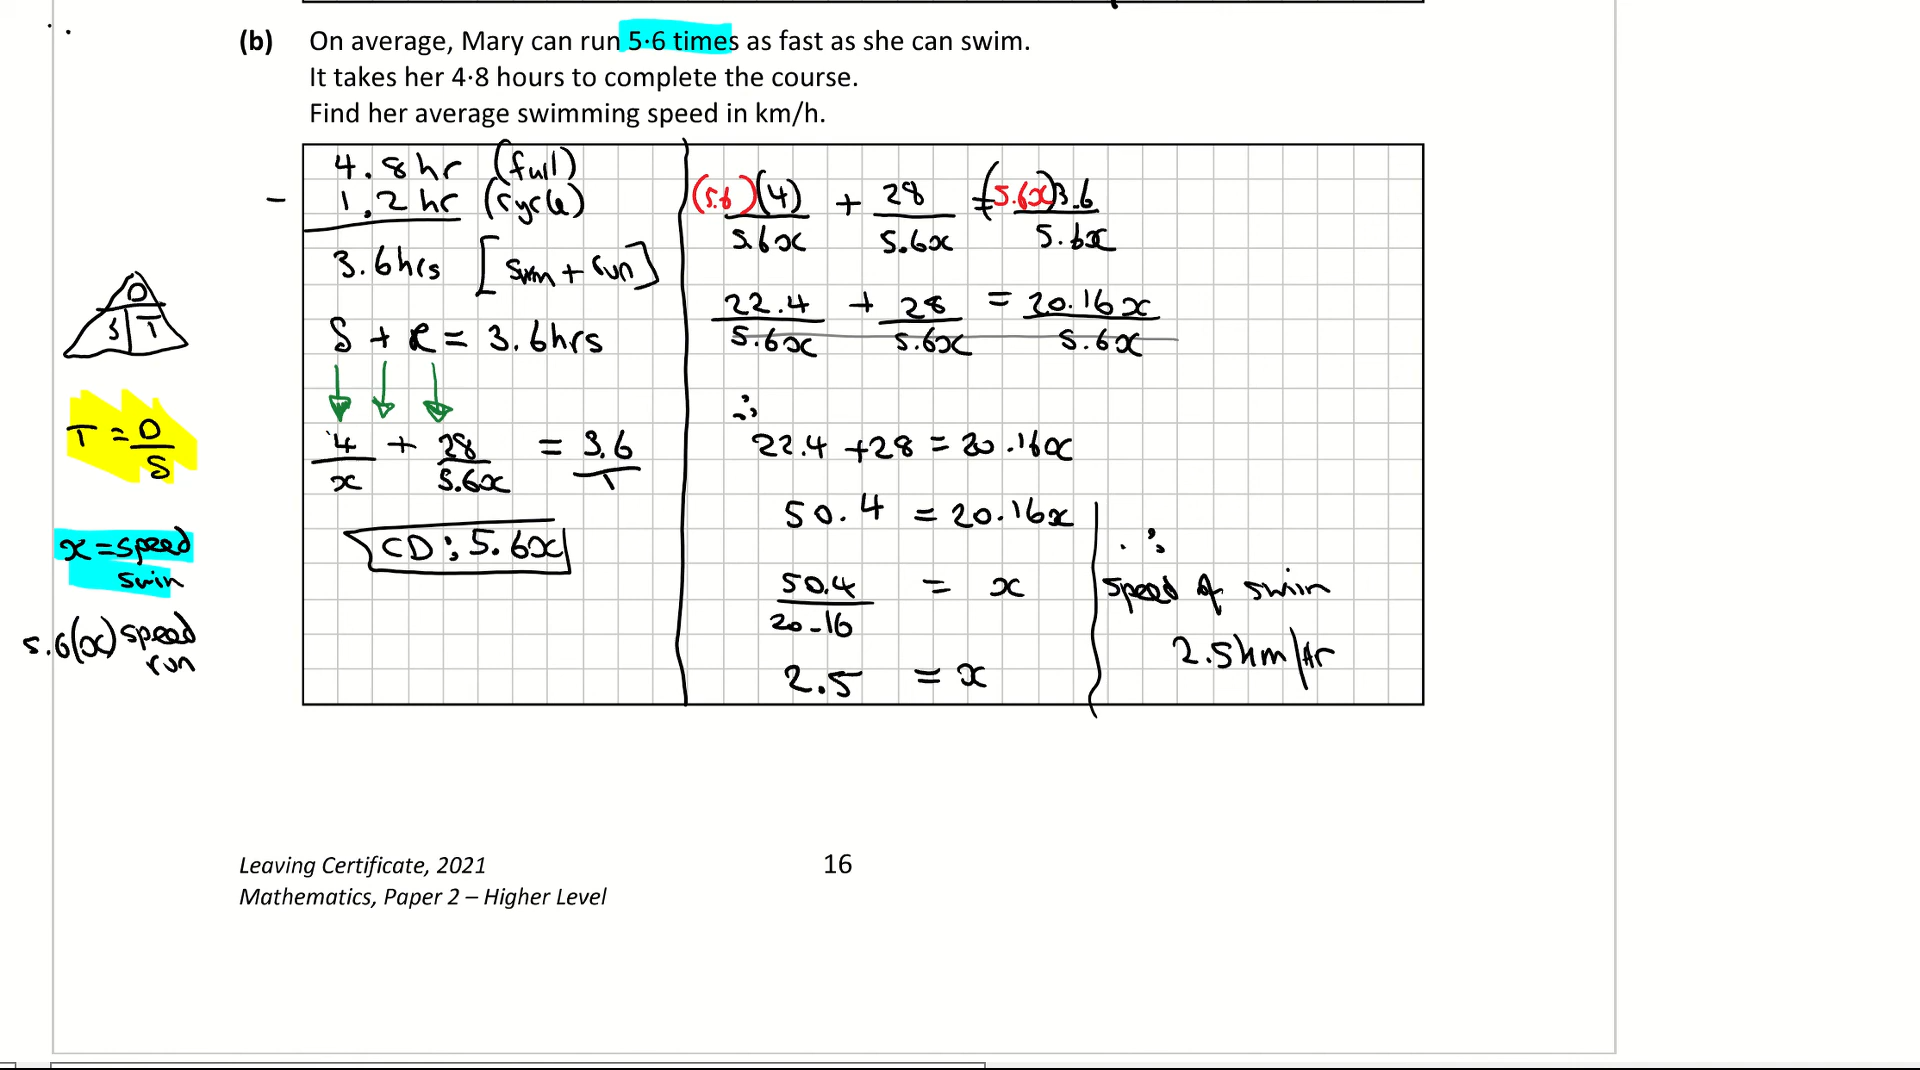 (b) On average, Mary can run 5·6 times as fast as she can swim.
It takes her 4·8 hours to complete the course.
Find her average swimming speed in km/h.
4.8hr (full)
− 1.2hr (cycle)
3.6hrs [swim + run]
S + R = 3.6hrs
4/x + 28/5.6x = 3.6/1
CD: 5.6x
D
S T
T = D/S
x = speed
swim
5.6(x) speed
run
(5.6)(4)/5.6x + 28/5.6x = (5.6x)3.6/5.6x
22.4/5.6x + 28/5.6x = 20.16x/5.6x
∴
22.4 + 28 = 20.16x
50.4 = 20.16x
50.4/20.16 = x
2.5 = x
∴
speed of swim
2.5km/hr
Leaving Certificate, 2021
16
Mathematics, Paper 2 – Higher Level